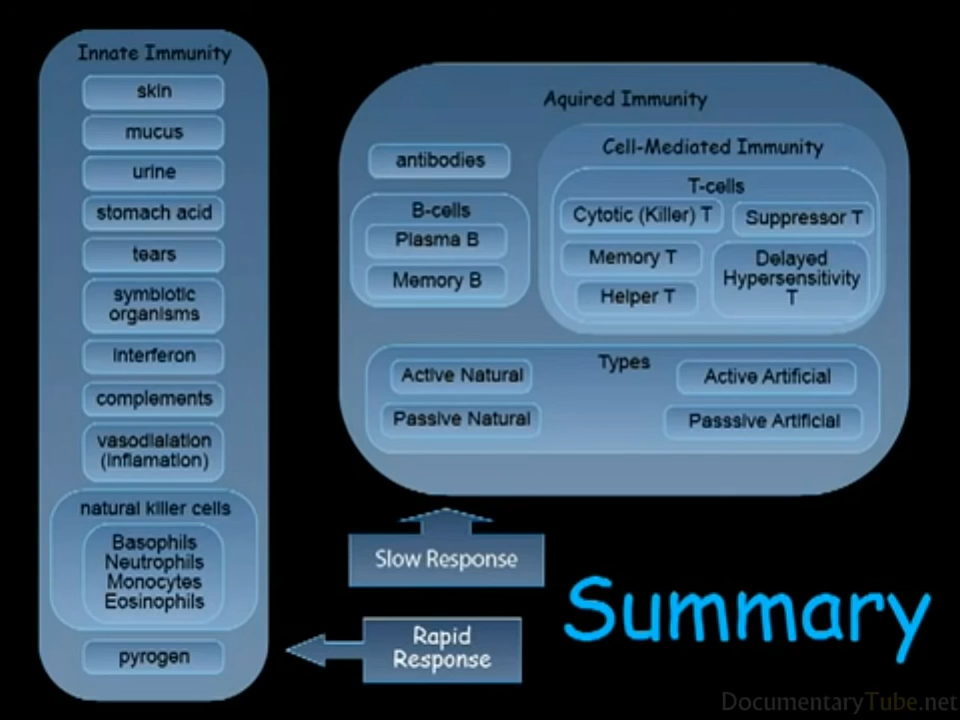 Innate Immunity
skin
mucus
urine
stomach acid
tears
symbiotic
organisms
interferon
complements
vasodialation
(inflamation)
natural killer cells
Basophils
Neutrophils
Monocytes
Eosinophils
pyrogen
Aquired Immunity
antibodies
B-cells
Plasma B
Memory B
Cell-Mediated Immunity
T-cells
Cytotic (Killer) T
Suppressor T
Memory T
Helper T
Delayed
Hypersensitivity
T
Types
Active Natural
Active Artificial
Passive Natural
Passsive Artificial
Slow Response
Rapid
Response
Summary
DocumentaryTube.net